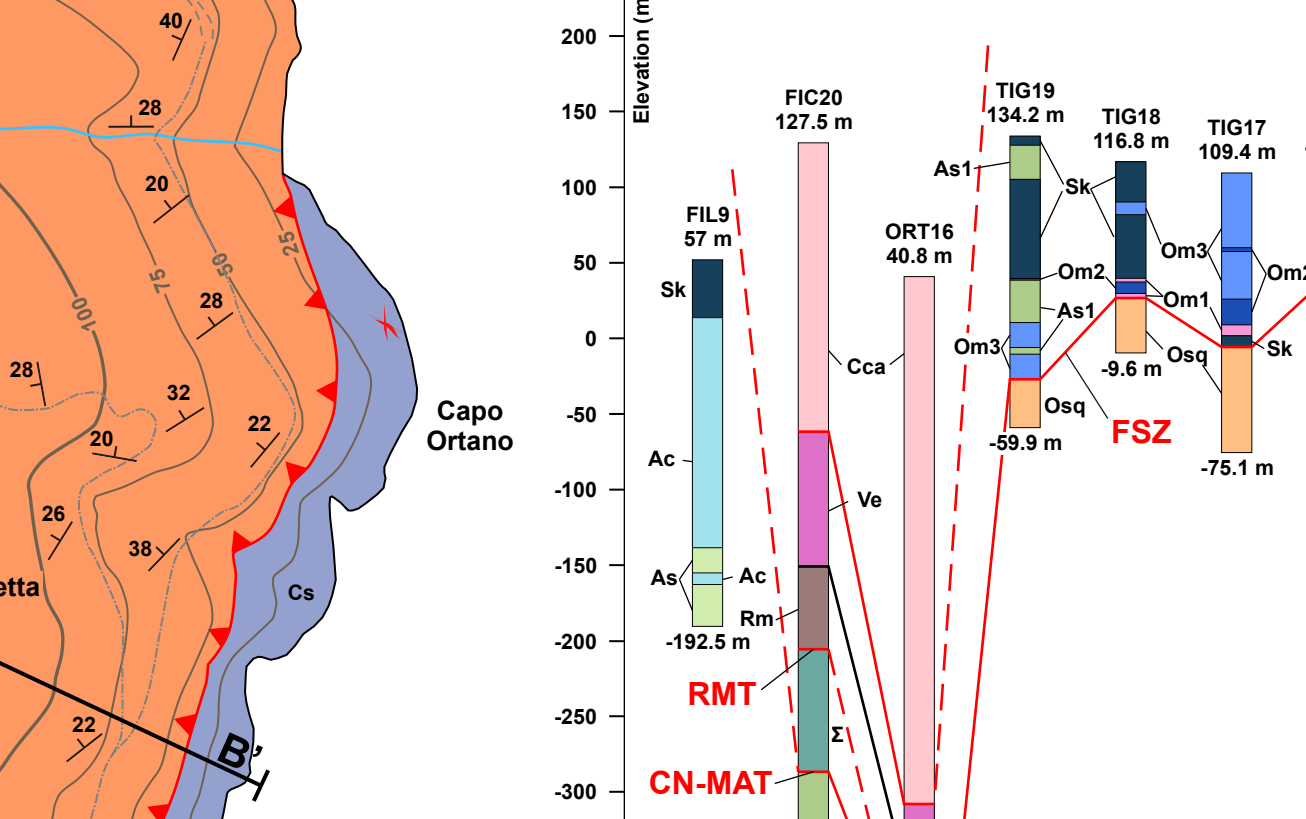 40
28
20
25
75
50
100
28
28
32
22
20
26
38
Capo
Ortano
Cs
etta
22
B'
Elevation (m
200
150
100
50
0
-50
-100
-150
-200
-250
-300
FIL9
57 m
Sk
Ac
As
Ac
-192.5 m
FIC20
127.5 m
Cca
Ve
Rm
RMT
Σ
CN-MAT
ORT16
40.8 m
TIG19
134.2 m
As1
Sk
Om2
As1
Om3
Osq
-59.9 m
TIG18
116.8 m
Om3
Om1
Osq
-9.6 m
FSZ
TIG17
109.4 m
Om2
Sk
-75.1 m